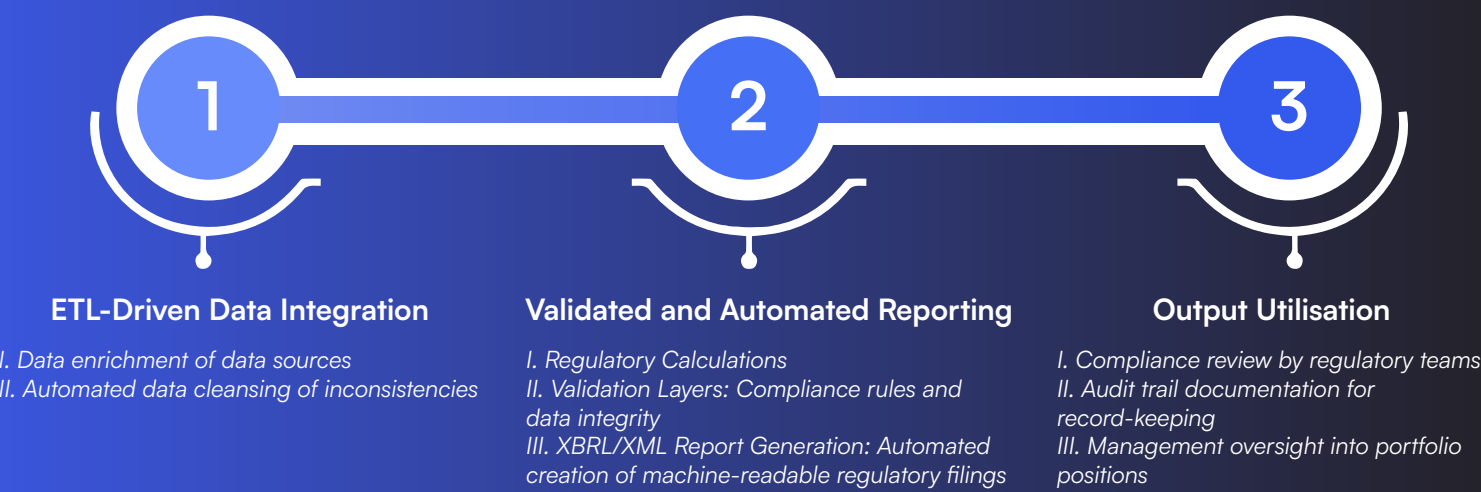 1
2
3
ETL-Driven Data Integration
I. Data enrichment of data sources
II. Automated data cleansing of inconsistencies
Validated and Automated Reporting
I. Regulatory Calculations
II. Validation Layers: Compliance rules and
data integrity
III. XBRL/XML Report Generation: Automated
creation of machine-readable regulatory filings
Output Utilisation
I. Compliance review by regulatory teams
II. Audit trail documentation for
record-keeping
III. Management oversight into portfolio
positions